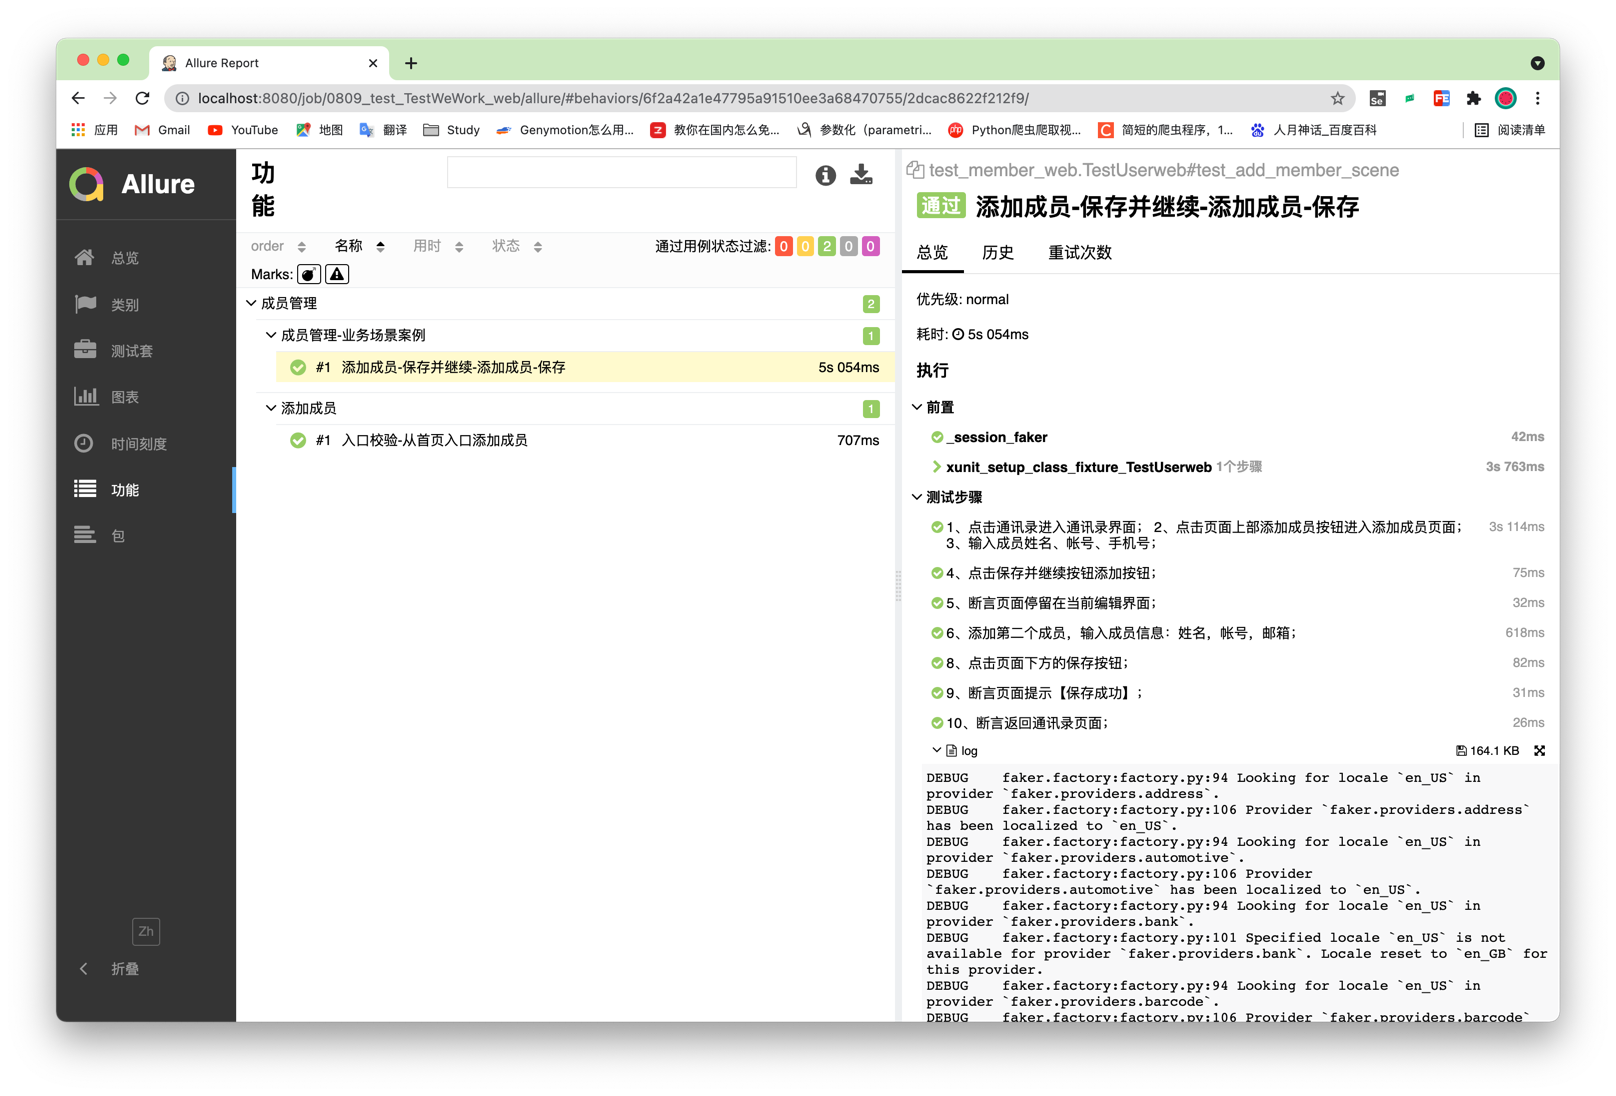 Allure Report
localhost:8080/job/0809_test_TestWeWork_web/allure/#behaviors/6f2a42a1e47795a91510ee3a68470755/2dcac8622f212f9/
应用
Gmail
YouTube
地图
翻译
Study
Genymotion怎么用...
教你在国内怎么免...
参数化（parametri...
Python爬虫爬取视...
简短的爬虫程序，1...
人月神话_百度百科
阅读清单
Allure
总览
类别
测试套
图表
时间刻度
功能
包
Zh
折叠
功
能
order 名称 用时 状态
通过用例状态过滤: 0 0 2 0 0
Marks:
成员管理 2
成员管理-业务场景案例 1
#1 添加成员-保存并继续-添加成员-保存 5s 054ms
添加成员 1
#1 入口校验-从首页入口添加成员 707ms
test_member_web.TestUserweb#test_add_member_scene
通过 添加成员-保存并继续-添加成员-保存
总览 历史 重试次数
优先级: normal
耗时: 5s 054ms
执行
前置
_session_faker 42ms
xunit_setup_class_fixture_TestUserweb 1个步骤 3s 763ms
测试步骤
1、点击通讯录进入通讯录界面； 2、点击页面上部添加成员按钮进入添加成员页面； 3s 114ms
3、输入成员姓名、帐号、手机号；
4、点击保存并继续按钮添加按钮； 75ms
5、断言页面停留在当前编辑界面； 32ms
6、添加第二个成员，输入成员信息：姓名，帐号，邮箱； 618ms
8、点击页面下方的保存按钮； 82ms
9、断言页面提示【保存成功】； 31ms
10、断言返回通讯录页面； 26ms
log 164.1 KB
DEBUG faker.factory:factory.py:94 Looking for locale `en_US` in
provider `faker.providers.address`.
DEBUG faker.factory:factory.py:106 Provider `faker.providers.address`
has been localized to `en_US`.
DEBUG faker.factory:factory.py:94 Looking for locale `en_US` in
provider `faker.providers.automotive`.
DEBUG faker.factory:factory.py:106 Provider
`faker.providers.automotive` has been localized to `en_US`.
DEBUG faker.factory:factory.py:94 Looking for locale `en_US` in
provider `faker.providers.bank`.
DEBUG faker.factory:factory.py:101 Specified locale `en_US` is not
available for provider `faker.providers.bank`. Locale reset to `en_GB` for
this provider.
DEBUG faker.factory:factory.py:94 Looking for locale `en_US` in
provider `faker.providers.barcode`.
DEBUG faker.factory:factory.py:106 Provider `faker.providers.barcode`